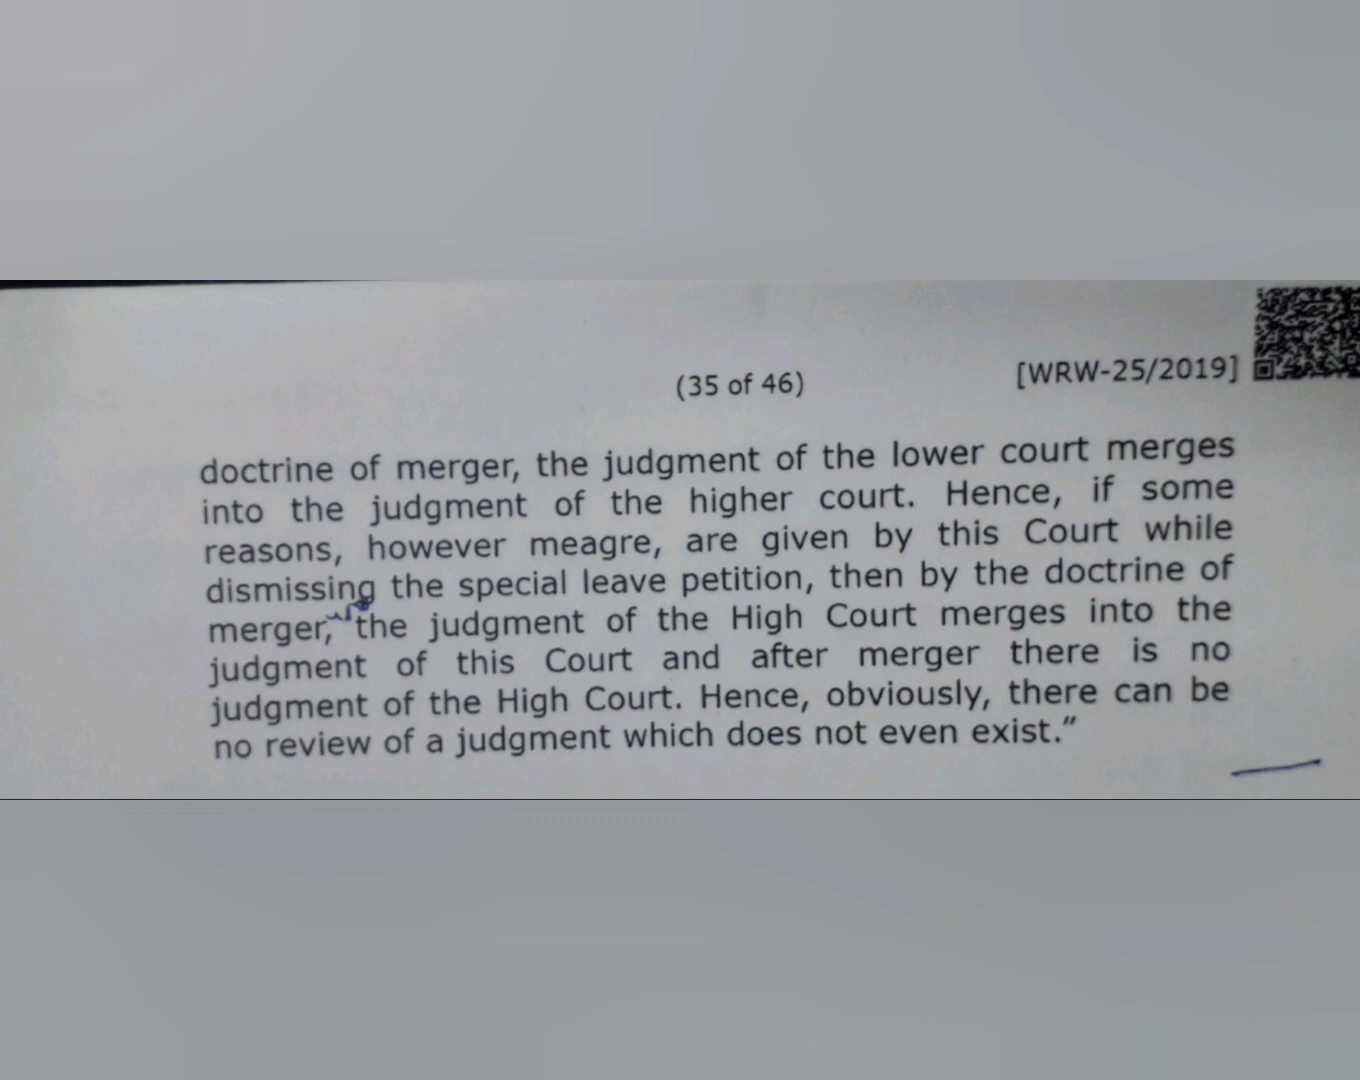 (35 of 46)
[WRW-25/2019]
doctrine of merger, the judgment of the lower court merges
into the judgment of the higher court. Hence, if some
reasons, however meagre, are given by this Court while
dismissing the special leave petition, then by the doctrine of
merger, the judgment of the High Court merges into the
judgment of this Court and after merger there is no
judgment of the High Court. Hence, obviously, there can be
no review of a judgment which does not even exist.”